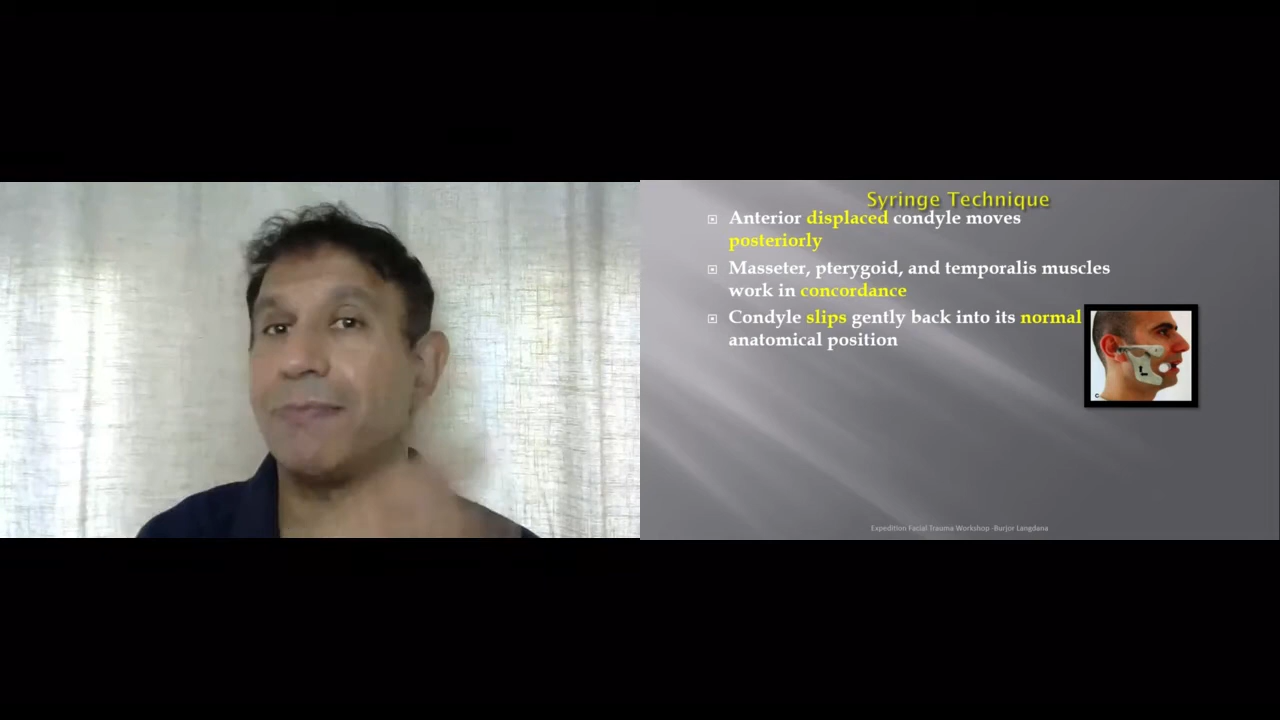 Syringe Technique
Anterior displaced condyle moves
posteriorly
Masseter, pterygoid, and temporalis muscles
work in concordance
Condyle slips gently back into its normal
anatomical position
Expedition Facial Trauma Workshop -Burjor Langdana